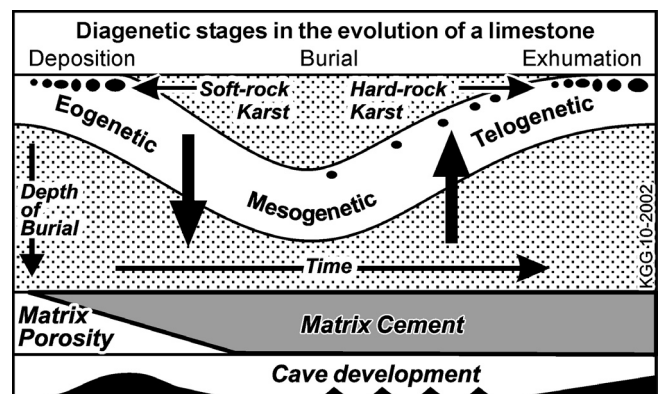 Diagenetic stages in the evolution of a limestone
Deposition Burial Exhumation
Soft-rock Karst
Hard-rock Karst
Eogenetic
Telogenetic
Mesogenetic
Depth
of
Burial
Time
KGG-10-2002
Matrix
Porosity
Matrix Cement
Cave development